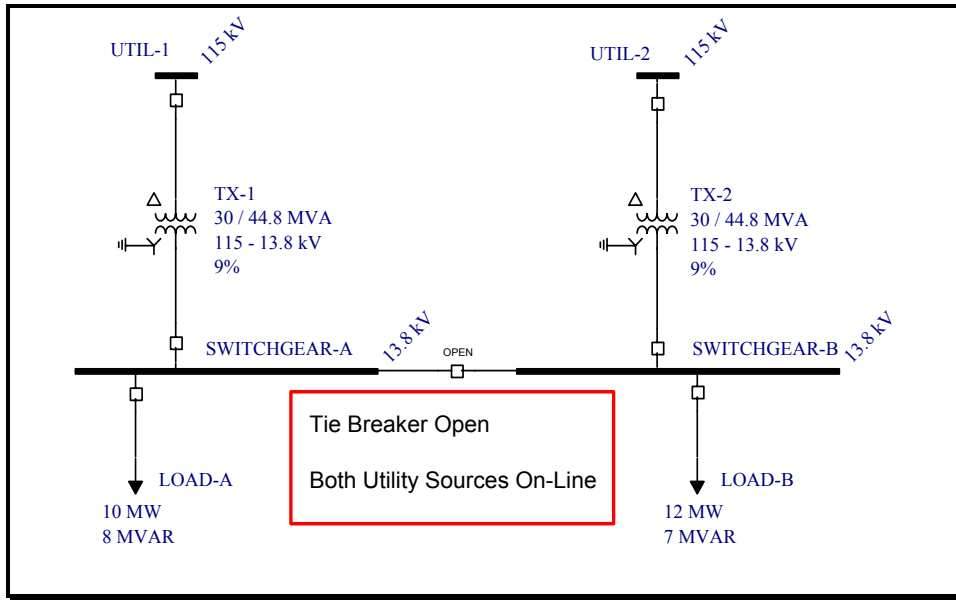 UTIL-1
115 kV
UTIL-2
115 kV
TX-1
30 / 44.8 MVA
115 - 13.8 kV
9%
TX-2
30 / 44.8 MVA
115 - 13.8 kV
9%
SWITCHGEAR-A
13.8 kV
OPEN
SWITCHGEAR-B
13.8 kV
Tie Breaker Open
Both Utility Sources On-Line
LOAD-A
10 MW
8 MVAR
LOAD-B
12 MW
7 MVAR